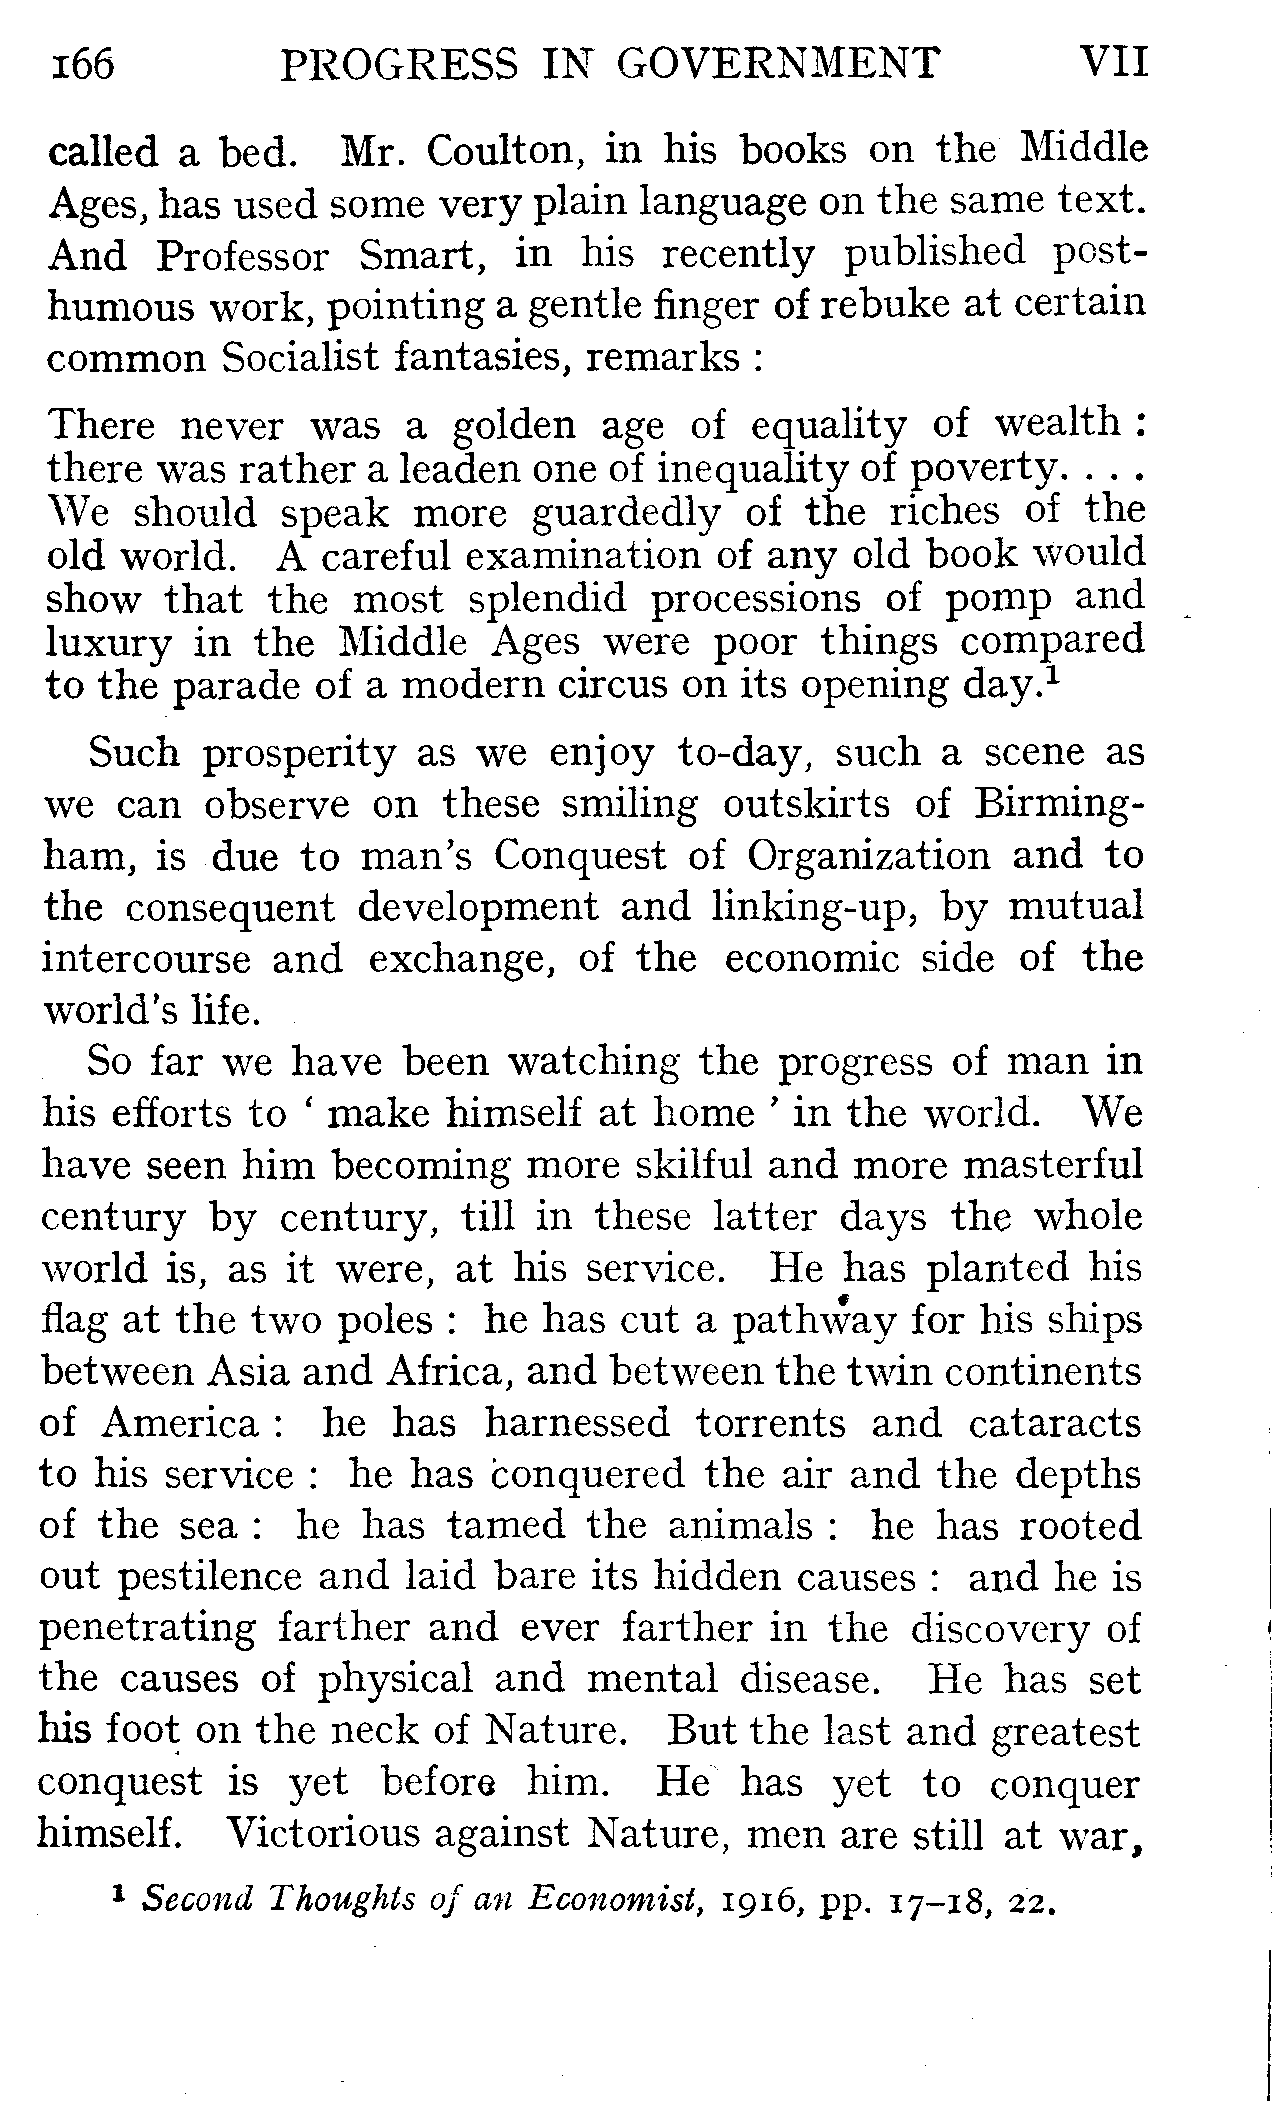 166 PROGRESS IN GOVERNMENT VII
called a bed. Mr. Coulton, in his books on the Middle
Ages, has used some very plain language on the same text.
And Professor Smart, in his recently published post-
humous work, pointing a gentle finger of rebuke at certain
common Socialist fantasies, remarks :
There never was a golden age of equality of wealth :
there was rather a leaden one of inequality of poverty. . . .
We should speak more guardedly of the riches of the
old world. A careful examination of any old book would
show that the most splendid processions of pomp and
luxury in the Middle Ages were poor things compared
to the parade of a modern circus on its opening day.¹
Such prosperity as we enjoy to-day, such a scene as
we can observe on these smiling outskirts of Birming-
ham, is due to man's Conquest of Organization and to
the consequent development and linking-up, by mutual
intercourse and exchange, of the economic side of the
world's life.
So far we have been watching the progress of man in
his efforts to ‘ make himself at home ’ in the world. We
have seen him becoming more skilful and more masterful
century by century, till in these latter days the whole
world is, as it were, at his service. He has planted his
flag at the two poles : he has cut a pathway for his ships
between Asia and Africa, and between the twin continents
of America : he has harnessed torrents and cataracts
to his service : he has conquered the air and the depths
of the sea : he has tamed the animals : he has rooted
out pestilence and laid bare its hidden causes : and he is
penetrating farther and ever farther in the discovery of
the causes of physical and mental disease. He has set
his foot on the neck of Nature. But the last and greatest
conquest is yet before him. He has yet to conquer
himself. Victorious against Nature, men are still at war,
¹ Second Thoughts of an Economist, 1916, pp. 17–18, 22.